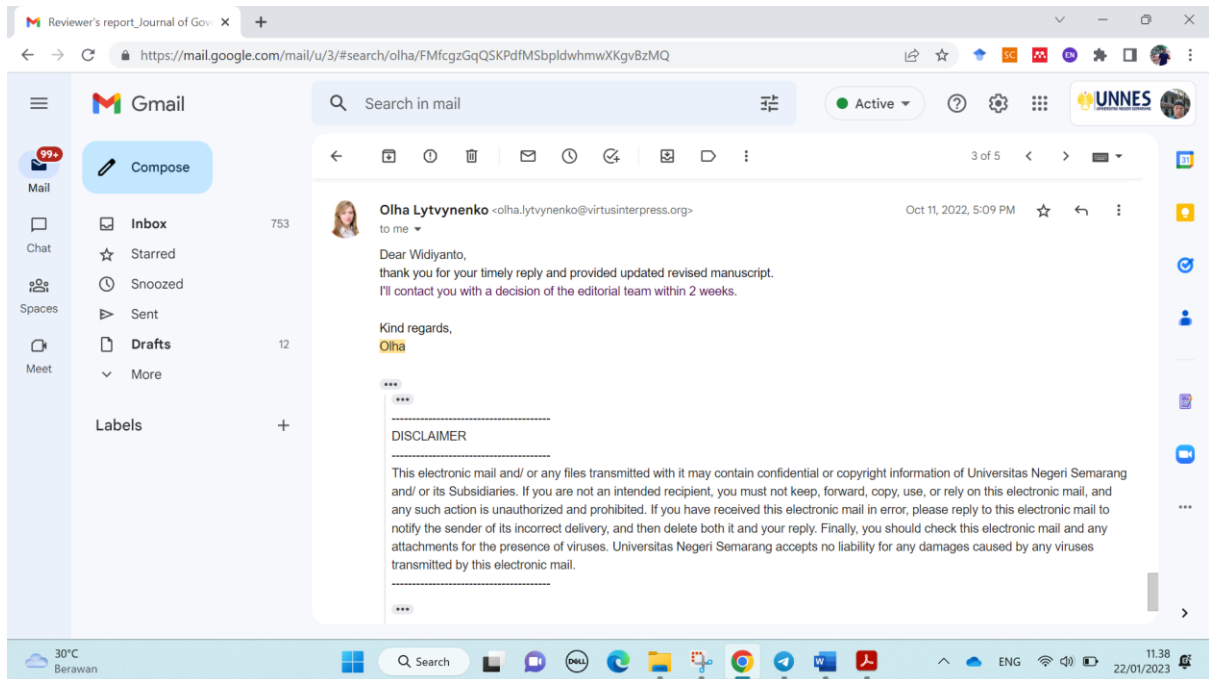 Reviewer's report_Journal of Gov
https://mail.google.com/mail/u/3/#search/olha/FMfcgzGqQSKPdfMSbpldwhmwXKgvBzMQ
SC
EN
Gmail
Search in mail
Active
UNNES
99+
Mail
Compose
3 of 5
31
Chat
Spaces
Meet
Inbox 753
Starred
Snoozed
Sent
Drafts 12
More
Labels
Olha Lytvynenko <olha.lytvynenko@virtusinterpress.org> Oct 11, 2022, 5:09 PM
to me
Dear Widiyanto,
thank you for your timely reply and provided updated revised manuscript.
I'll contact you with a decision of the editorial team within 2 weeks.
Kind regards,
Olha
---------------------------------------
DISCLAIMER
---------------------------------------
This electronic mail and/ or any files transmitted with it may contain confidential or copyright information of Universitas Negeri Semarang
and/ or its Subsidiaries. If you are not an intended recipient, you must not keep, forward, copy, use, or rely on this electronic mail, and
any such action is unauthorized and prohibited. If you have received this electronic mail in error, please reply to this electronic mail to
notify the sender of its incorrect delivery, and then delete both it and your reply. Finally, you should check this electronic mail and any
attachments for the presence of viruses. Universitas Negeri Semarang accepts no liability for any damages caused by any viruses
transmitted by this electronic mail.
---------------------------------------
30°C
Berawan
Search
DELL
ENG
11.38
22/01/2023